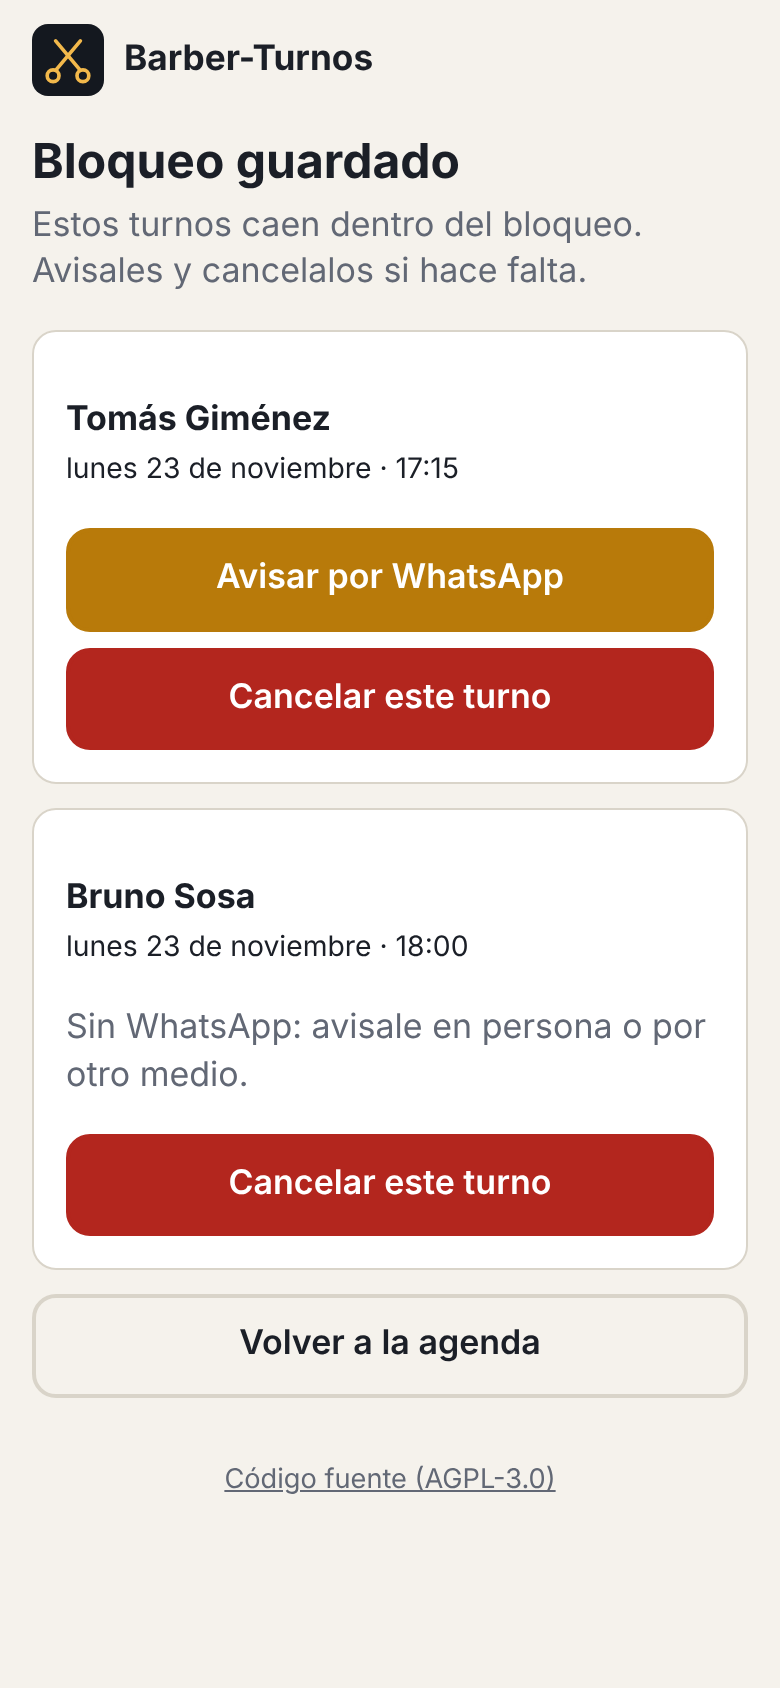 Barber-Turnos
Bloqueo guardado
Estos turnos caen dentro del bloqueo.
Avisales y cancelalos si hace falta.
Tomás Giménez
lunes 23 de noviembre · 17:15
Avisar por WhatsApp
Cancelar este turno
Bruno Sosa
lunes 23 de noviembre · 18:00
Sin WhatsApp: avisale en persona o por
otro medio.
Cancelar este turno
Volver a la agenda
Código fuente (AGPL-3.0)